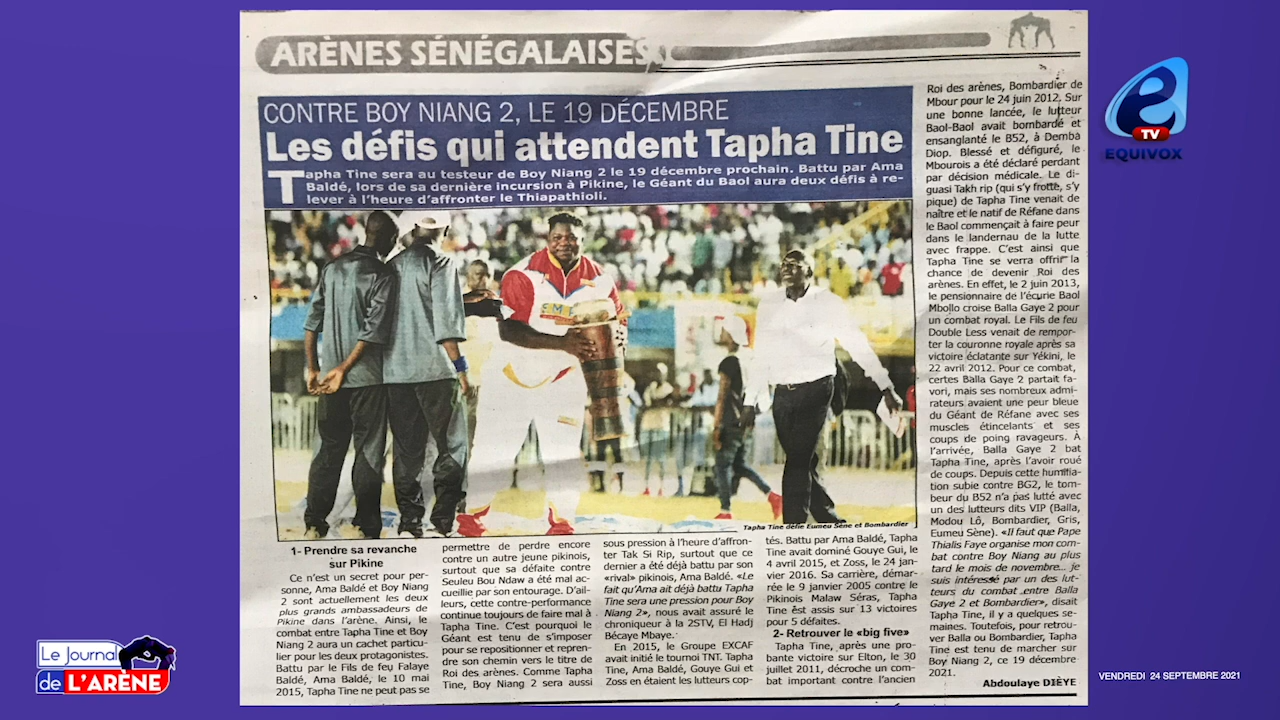 ARÈNES SÉNÉGALAISES
CONTRE BOY NIANG 2, LE 19 DÉCEMBRE
Les défis qui attendent Tapha Tine
Tapha Tine sera au testeur de Boy Niang 2 le 19 décembre prochain. Battu par Ama
Baldé, lors de sa dernière incursion à Pikine, le Géant du Baol aura deux défis à re-
lever à l'heure d'affronter le Thiapathioli.
Tapha Tine défie Eumeu Sène et Bombardier
1- Prendre sa revanche
sur Pikine
Ce n'est un secret pour per-
sonne, Ama Baldé et Boy Niang
2 sont actuellement les deux
plus grands ambassadeurs de
Pikine dans l'arène. Ainsi, le
combat entre Tapha Tine et Boy
Niang 2 aura un cachet particu-
lier pour les deux protagonistes.
Battu par le Fils de feu Falaye
Baldé, Ama Baldé, le 10 mai
2015, Tapha Tine ne peut pas se
permettre de perdre encore
contre un autre jeune pikinois,
surtout que sa défaite contre
Seuleu Bou Ndaw a été mal ac-
cueillie par son entourage. D'ail-
leurs, cette contre-performance
continue toujours de faire mal à
Tapha Tine. C'est pourquoi le
Géant est tenu de s'imposer
pour se repositionner et repren-
dre son chemin vers le titre de
Roi des arènes. Comme Tapha
Tine, Boy Niang 2 sera aussi
sous pression à l'heure d'affron-
ter Tak Si Rip, surtout que ce
dernier a été déjà battu par son
«rival» pikinois, Ama Baldé. «Le
fait qu'Ama ait déjà battu Tapha
Tine sera une pression pour Boy
Niang 2», nous avait assuré le
chroniqueur à la 2STV, El Hadj
Bécaye Mbaye.
En 2015, le Groupe EXCAF
avait initié le tournoi TNT. Tapha
Tine, Ama Baldé, Gouye Gui et
Zoss en étaient les lutteurs cop-
tés. Battu par Ama Baldé, Tapha
Tine avait dominé Gouye Gui, le
4 avril 2015, et Zoss, le 24 jan-
vier 2016. Sa carrière, démar-
rée le 9 janvier 2005 contre le
Pikinois Malaw Séras, Tapha
Tine est assis sur 13 victoires
pour 5 défaites.
2- Retrouver le «big five»
Tapha Tine, après une pro-
bante victoire sur Elton, le 30
juillet 2011, décroche un com-
bat important contre l'ancien
Roi des arènes, Bombardier de
Mbour pour le 24 juin 2012. Sur
une bonne lancée, le lutteur
Baol-Baol avait bombardé et
ensanglanté le B52, à Demba
Diop. Blessé et défiguré, le
Mbourois a été déclaré perdant
par décision médicale. Le di-
guasi Takh rip (qui s'y frotte, s'y
pique) de Tapha Tine venait de
naître et le natif de Réfane dans
le Baol commençait à faire peur
dans le landernau de la lutte
avec frappe. C'est ainsi que
Tapha Tine se verra offrir la
chance de devenir Roi des
arènes. En effet, le 2 juin 2013,
le pensionnaire de l'écurie Baol
Mbollo croise Balla Gaye 2 pour
un combat royal. Le Fils de feu
Double Less venait de rempor-
ter la couronne royale après sa
victoire éclatante sur Yékini, le
22 avril 2012. Pour ce combat,
certes Balla Gaye 2 partait fa-
vori, mais ses nombreux admi-
rateurs avaient une peur bleue
du Géant de Réfane avec ses
muscles étincelants et ses
coups de poing ravageurs. À
l'arrivée, Balla Gaye 2 bat
Tapha Tine, après l'avoir roué
de coups. Depuis cette humilia-
tion subie contre BG2, le tom-
beur du B52 n'a pas lutté avec
un des lutteurs dits VIP (Balla,
Modou Lô, Bombardier, Gris,
Eumeu Sène). «Il faut que Pape
Thialis Faye organise mon com-
bat contre Boy Niang au plus
tard le mois de novembre... je
suis intéressé par un des lut-
teurs du combat entre Balla
Gaye 2 et Bombardier», disait
Tapha Tine, il y a quelques se-
maines. Toutefois, pour retrou-
ver Balla ou Bombardier, Tapha
Tine est tenu de marcher sur
Boy Niang 2, ce 19 décembre
2021.
Abdoulaye DIÈYE
e
TV
EQUIVOX
Le Journal
de L'ARÈNE
VENDREDI 24 SEPTEMBRE 2021